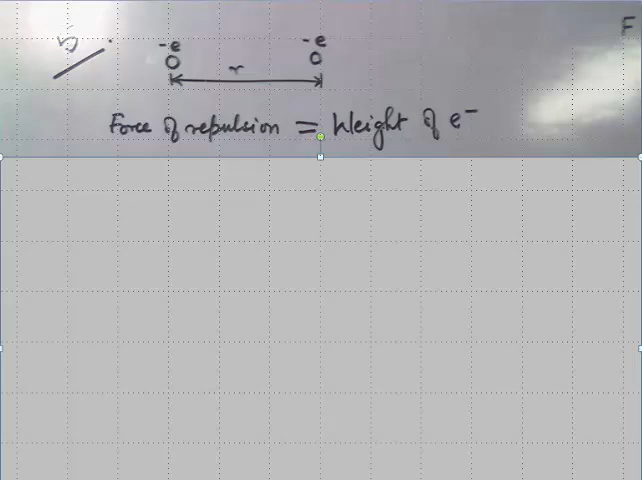 5.
F
-e -e
r
Force of repulsion = Weight of e⁻